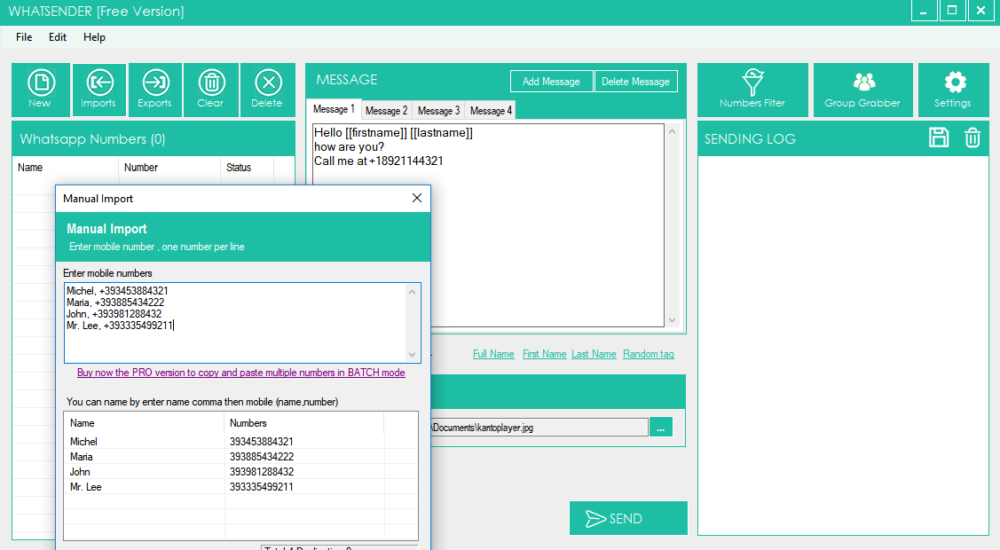 WHATSENDER [Free Version]
File Edit Help
New
Imports
Exports
Clear
Delete
MESSAGE
Add Message
Delete Message
Numbers Filter
Group Grabber
Settings
Message 1
Message 2
Message 3
Message 4
Whatsapp Numbers (0)
Name Number Status
Hello [[firstname]] [[lastname]]
how are you?
Call me at +18921144321
SENDING LOG
Manual Import
Manual Import
Enter mobile number , one number per line
Enter mobile numbers
Michel, +393453884321
Maria, +393885434222
John, +393981288432
Mr. Lee, +393335499211
Buy now the PRO version to copy and paste multiple numbers in BATCH mode
You can name by enter name comma then mobile (name,number)
Name Numbers
Michel 393453884321
Maria 393885434222
John 393981288432
Mr. Lee 393335499211
Full Name
First Name
Last Name
Random tag
\Documents\kantoplayer.jpg
...
SEND